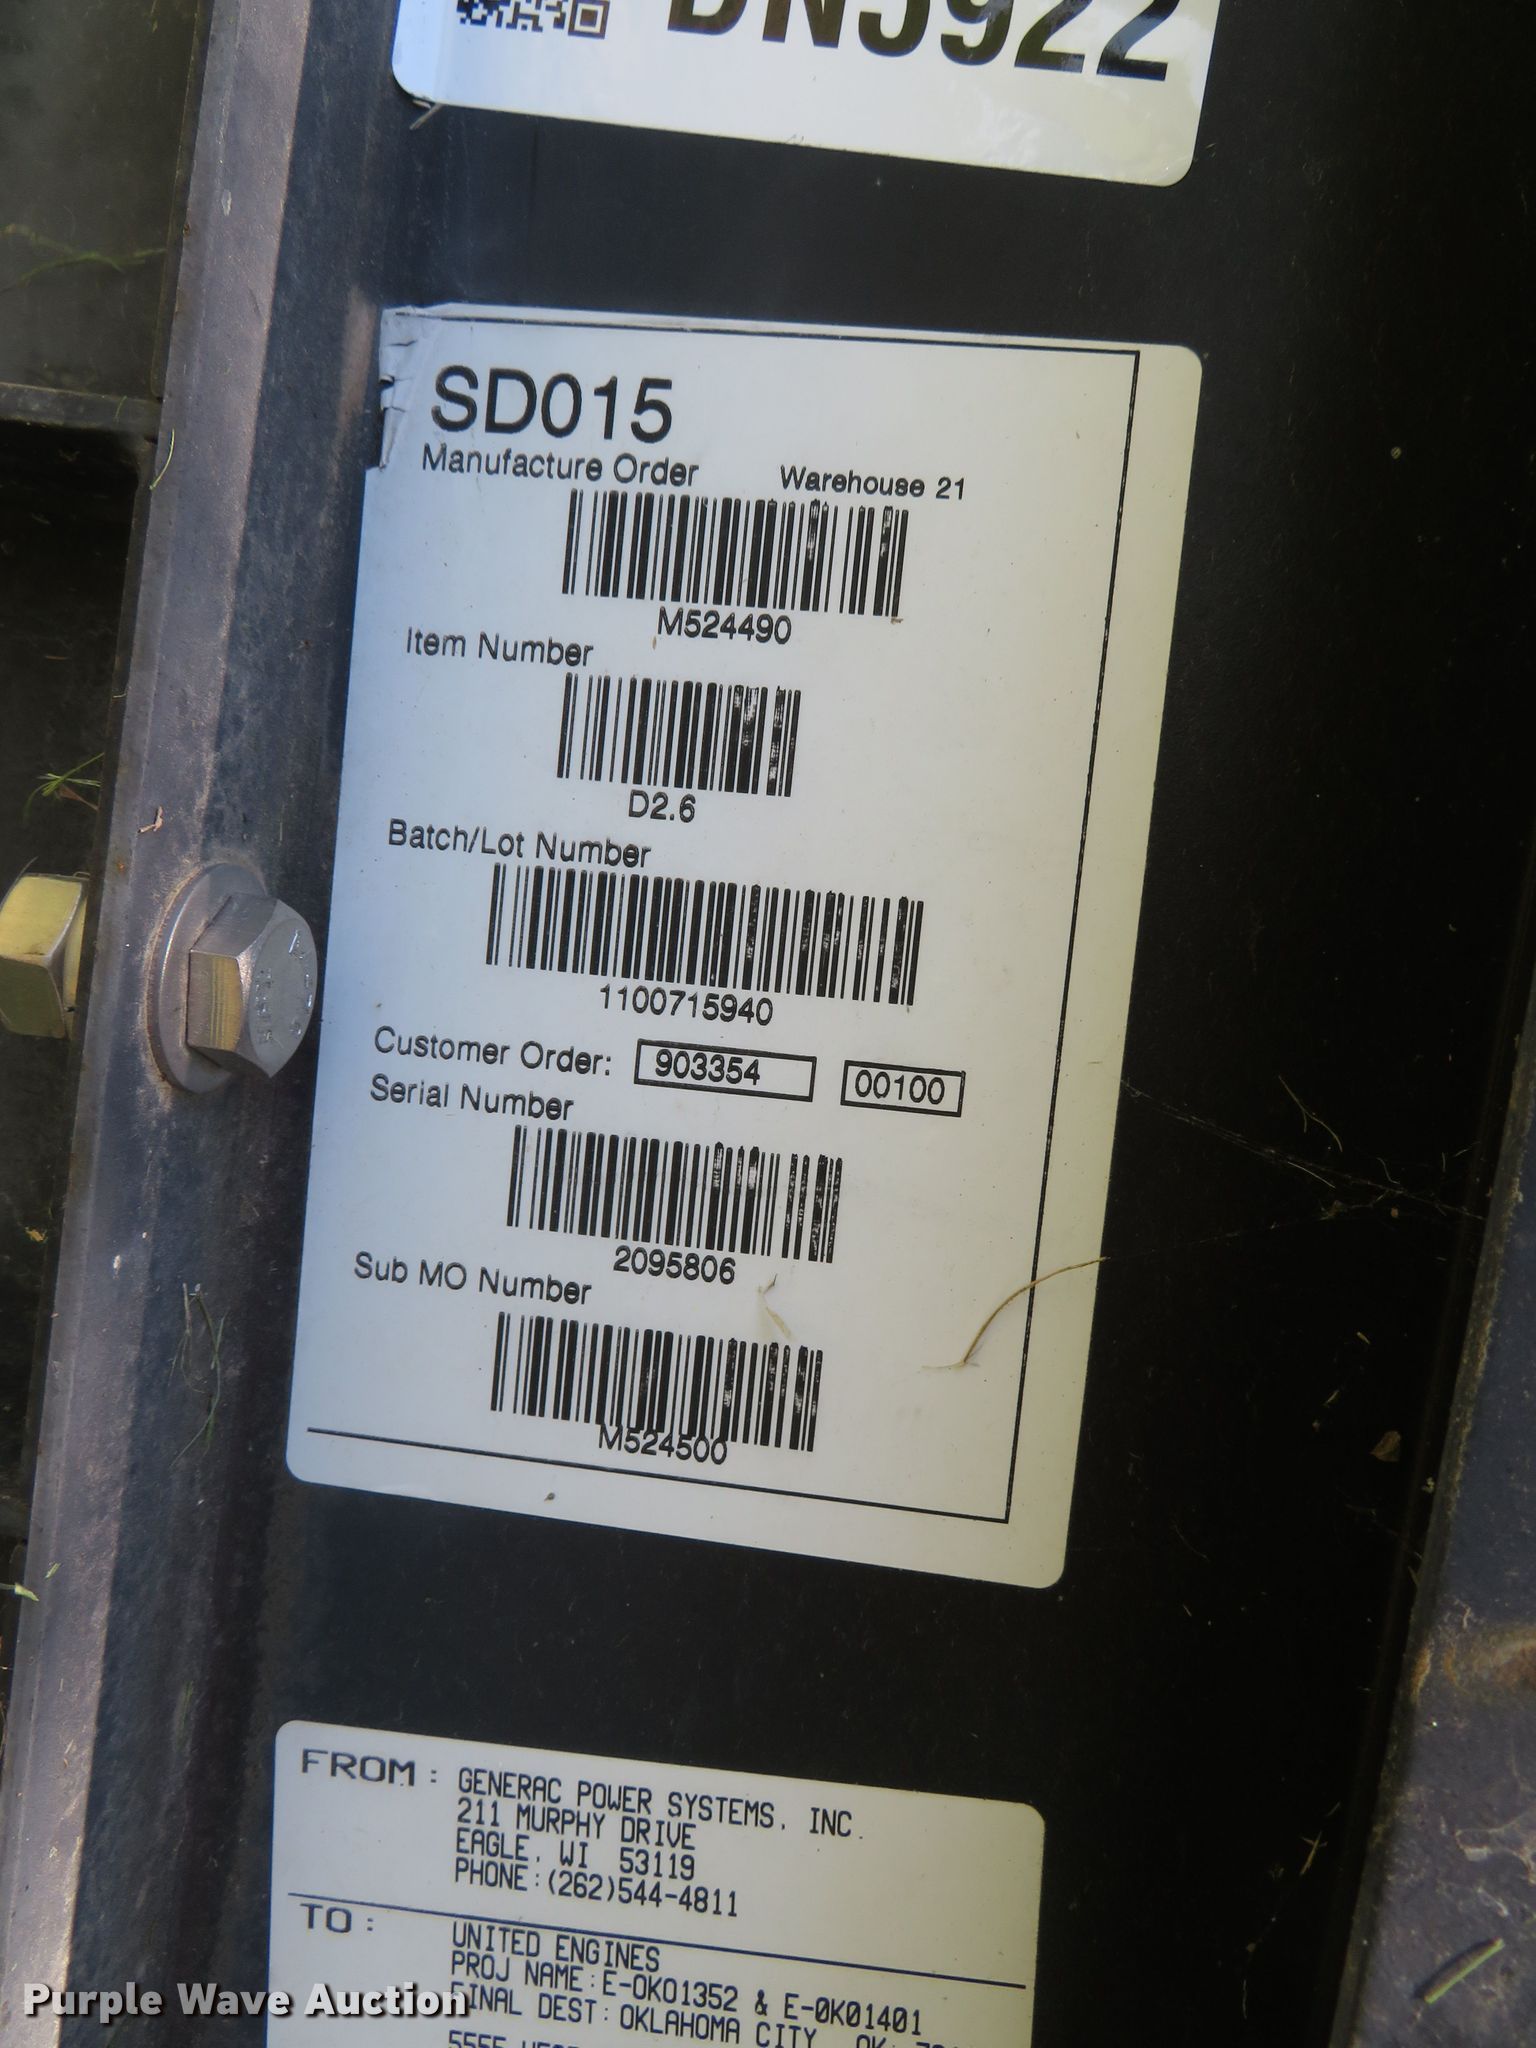 DN5922
SD015
Manufacture Order Warehouse 21
M524490
Item Number
D2.6
Batch/Lot Number
1100715940
Customer Order: 903354 00100
Serial Number
2095806
Sub MO Number
M524500
FROM: GENERAC POWER SYSTEMS, INC.
211 MURPHY DRIVE
EAGLE, WI 53119
PHONE:(262)544-4811
TO: UNITED ENGINES
PROJ NAME:E-OK01352 & E-OK01401
FINAL DEST:OKLAHOMA CITY, OK
5555
Purple Wave Auction